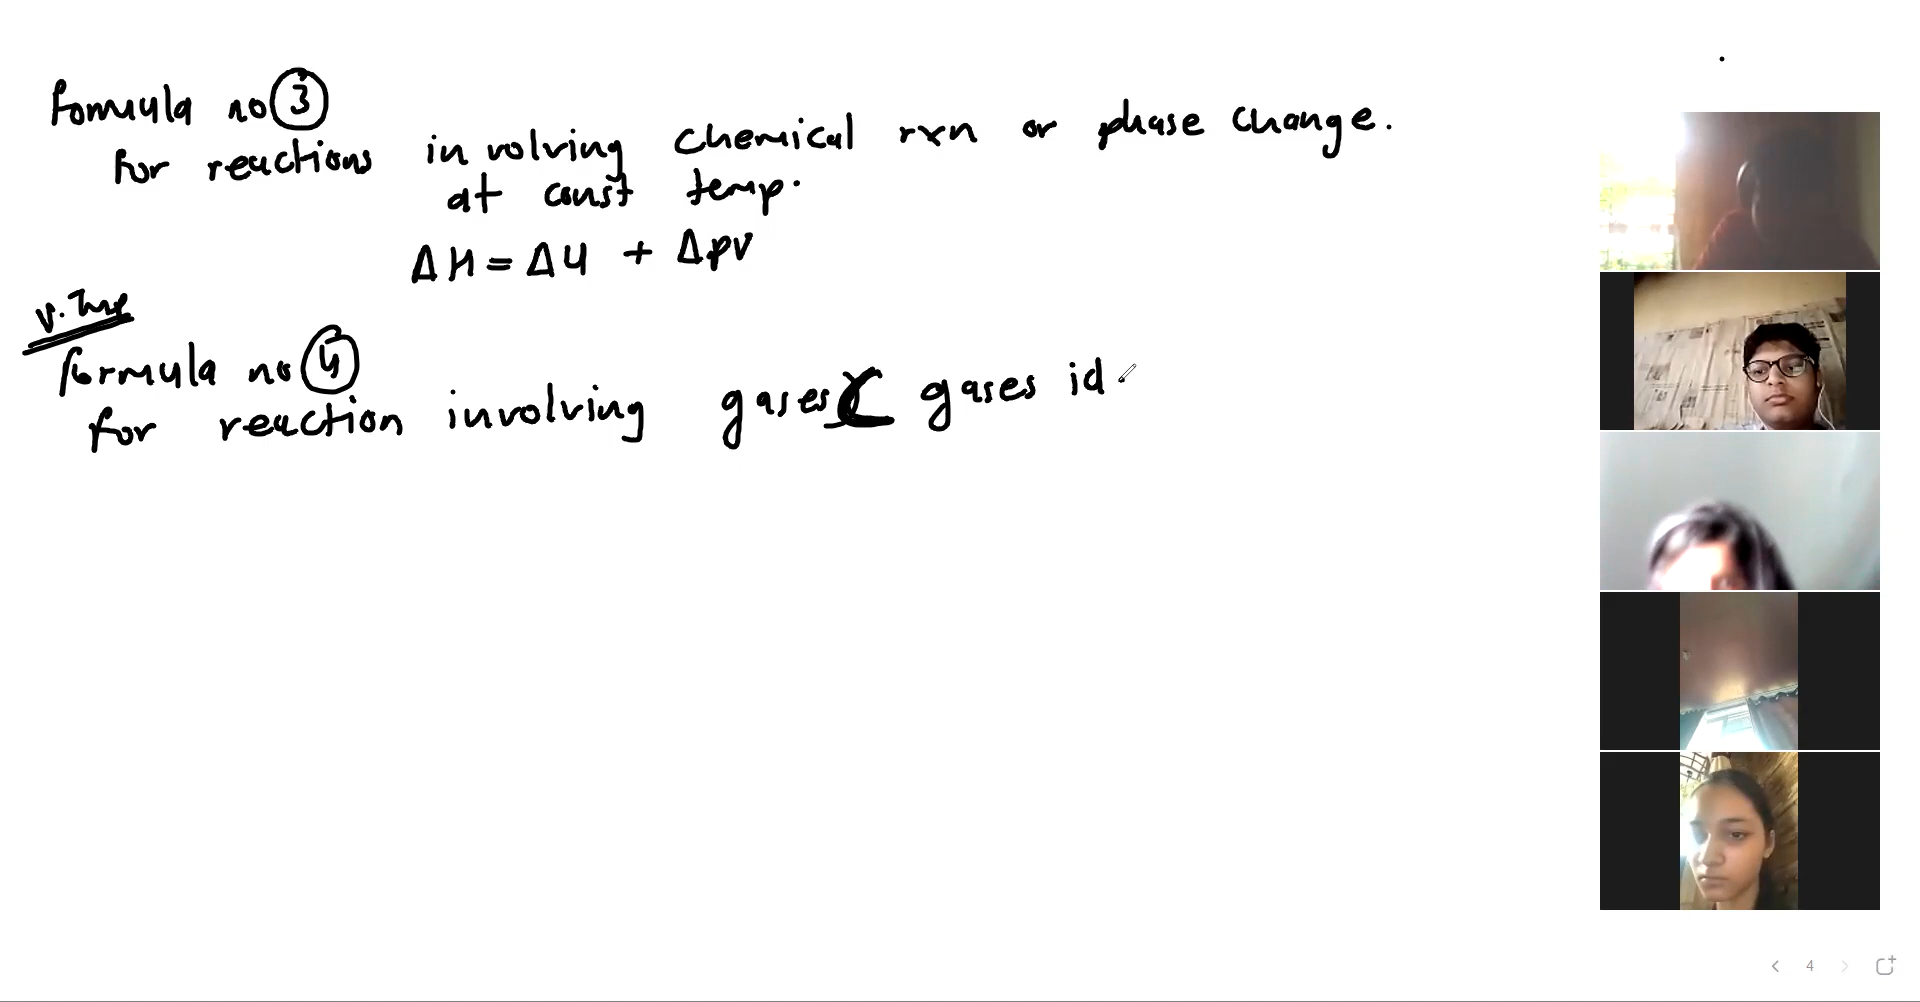 Formula no ③
For reactions involving chemical rxn or phase change.
at const temp.
ΔH = ΔU + ΔPV
V. Imp
formula no ④
for reaction involving gases ( gases id
4